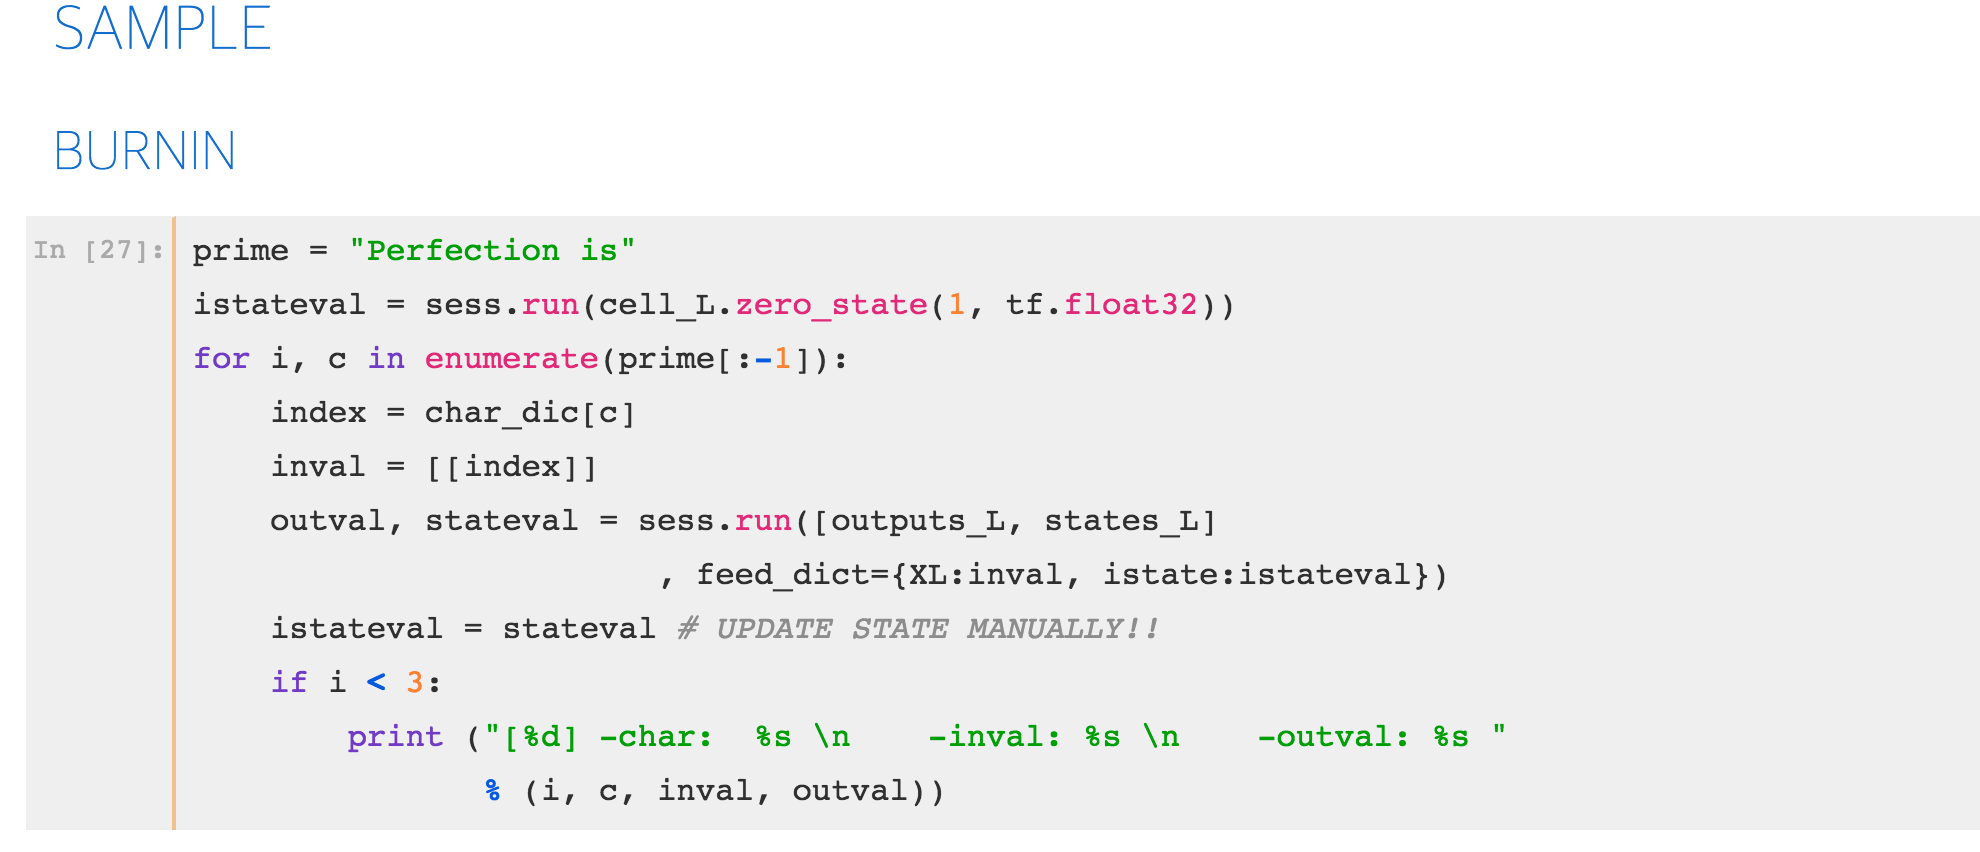 SAMPLE
BURNIN
In [27]: prime = "Perfection is"
istateval = sess.run(cell_L.zero_state(1, tf.float32))
for i, c in enumerate(prime[:-1]):
    index = char_dic[c]
    inval = [[index]]
    outval, stateval = sess.run([outputs_L, states_L]
                        , feed_dict={XL:inval, istate:istateval})
    istateval = stateval # UPDATE STATE MANUALLY!!
    if i < 3:
        print ("[%d] -char:  %s \n    -inval: %s \n    -outval: %s "
               % (i, c, inval, outval))